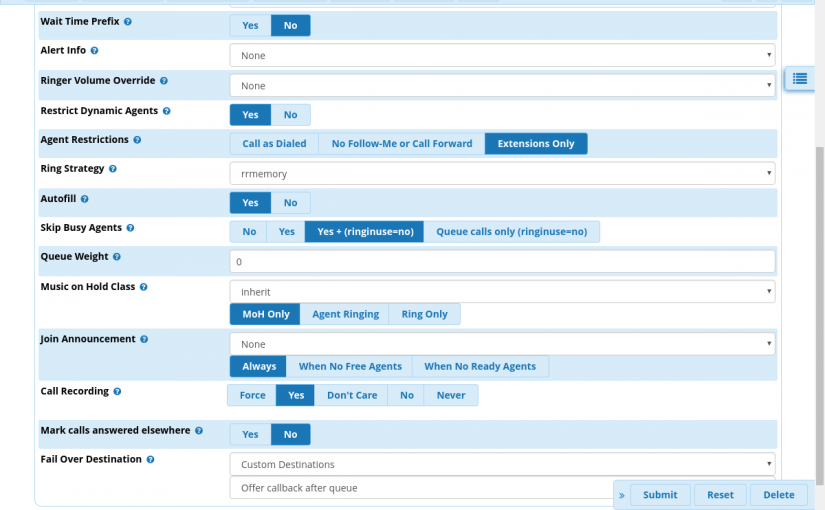 Wait Time Prefix
Yes No
Alert Info
None
Ringer Volume Override
None
Restrict Dynamic Agents
Yes No
Agent Restrictions
Call as Dialed No Follow-Me or Call Forward Extensions Only
Ring Strategy
rrmemory
Autofill
Yes No
Skip Busy Agents
No Yes Yes + (ringinuse=no) Queue calls only (ringinuse=no)
Queue Weight
0
Music on Hold Class
inherit
MoH Only Agent Ringing Ring Only
Join Announcement
None
Always When No Free Agents When No Ready Agents
Call Recording
Force Yes Don't Care No Never
Mark calls answered elsewhere
Yes No
Fail Over Destination
Custom Destinations
Offer callback after queue
» Submit Reset Delete